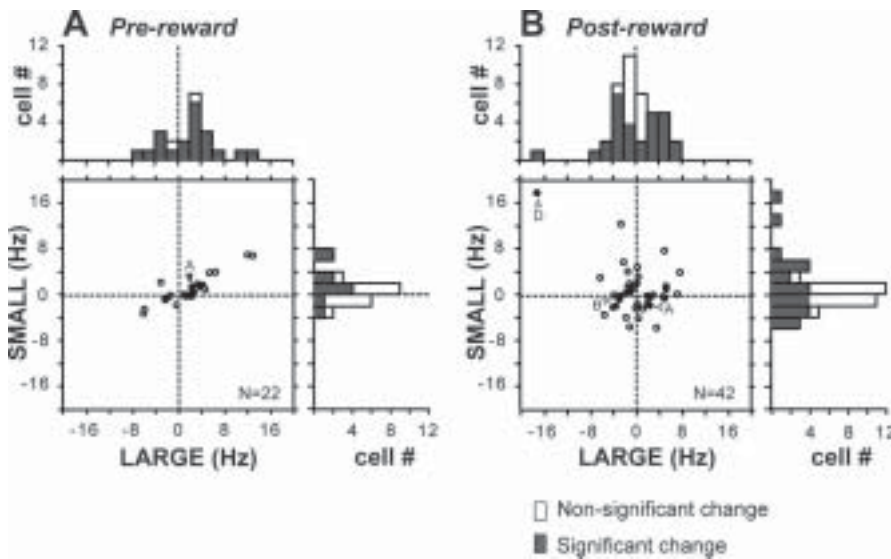 A Pre-reward
12
8
4
cell #
16
8
0
-8
-16
SMALL (Hz)
A
N=22
-16 -8 0 8 16
LARGE (Hz)
4 8 12
cell #
B Post-reward
12
8
4
cell #
16
8
0
-8
-16
SMALL (Hz)
D
B
A
N=42
-16 -8 0 8 16
LARGE (Hz)
4 8 12
cell #
Non-significant change
Significant change